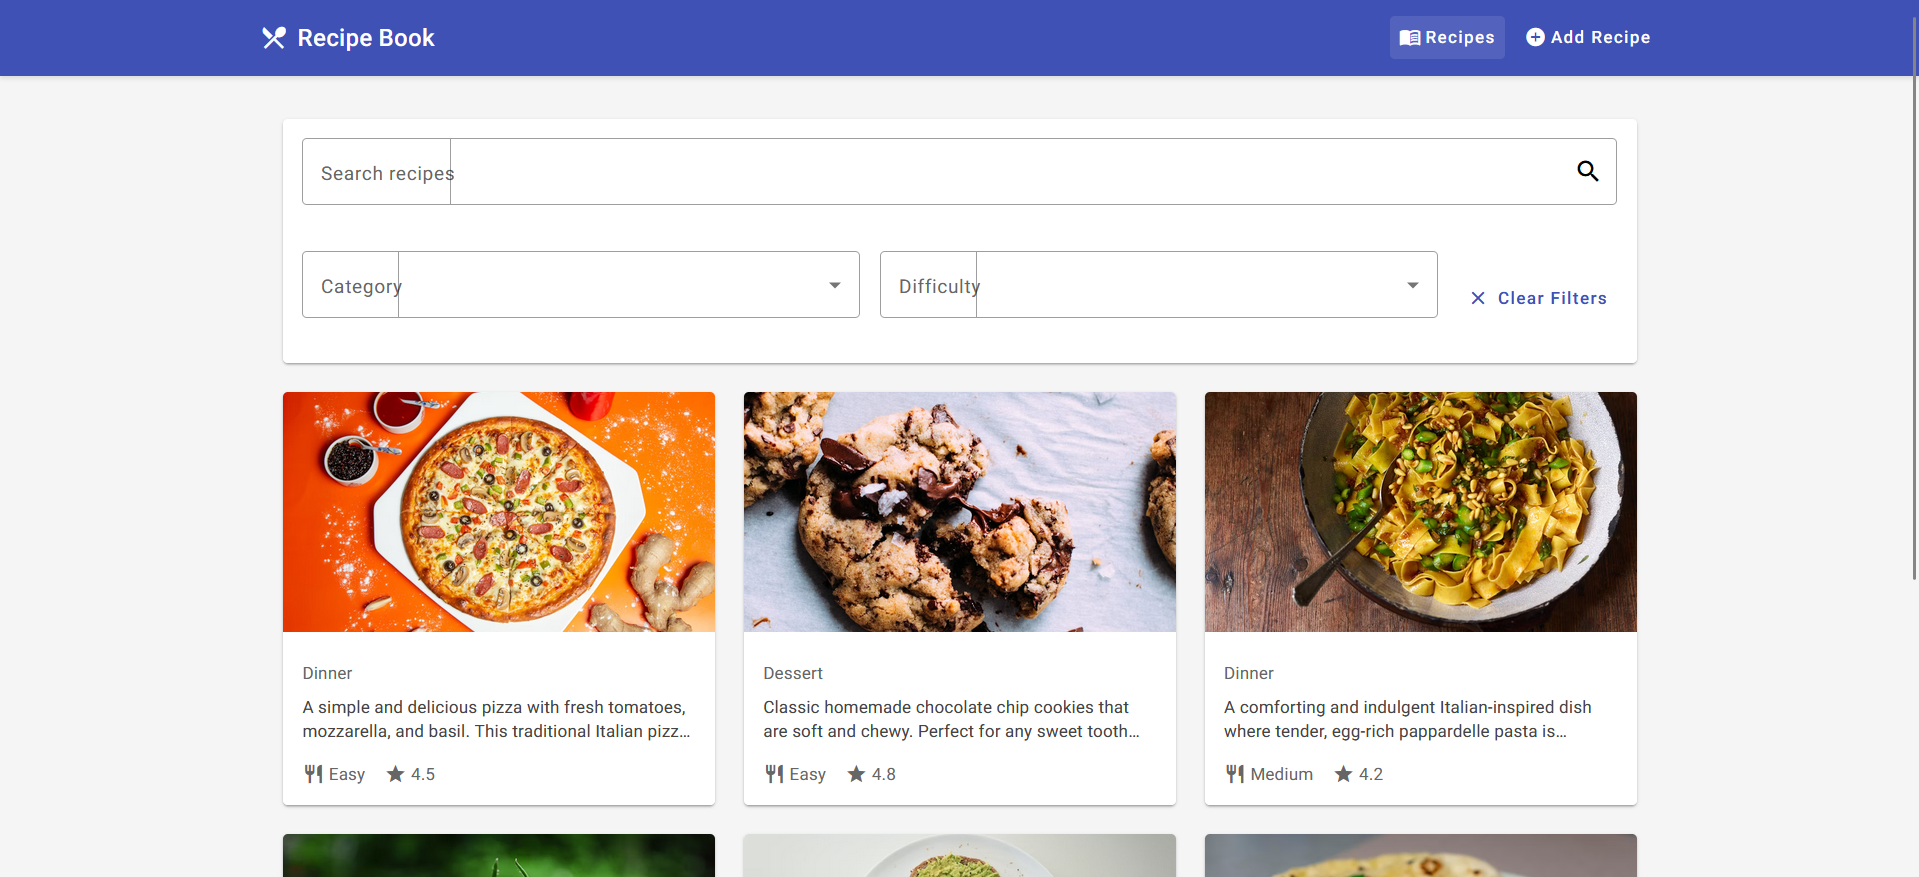 Recipe Book
Recipes
Add Recipe
Search recipes
Category
Difficulty
Clear Filters
Dinner
A simple and delicious pizza with fresh tomatoes,
mozzarella, and basil. This traditional Italian pizz…
Easy
4.5
Dessert
Classic homemade chocolate chip cookies that
are soft and chewy. Perfect for any sweet tooth…
Easy
4.8
Dinner
A comforting and indulgent Italian-inspired dish
where tender, egg-rich pappardelle pasta is…
Medium
4.2